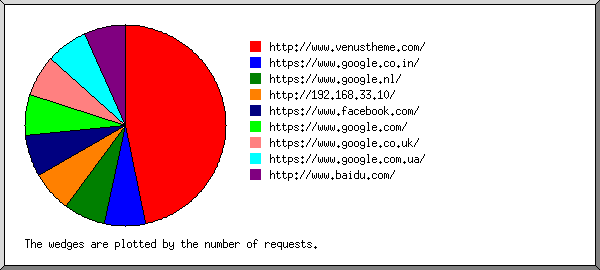 http://www.venustheme.com/
https://www.google.co.in/
https://www.google.nl/
http://192.168.33.10/
https://www.facebook.com/
https://www.google.com/
https://www.google.co.uk/
https://www.google.com.ua/
http://www.baidu.com/
The wedges are plotted by the number of requests.